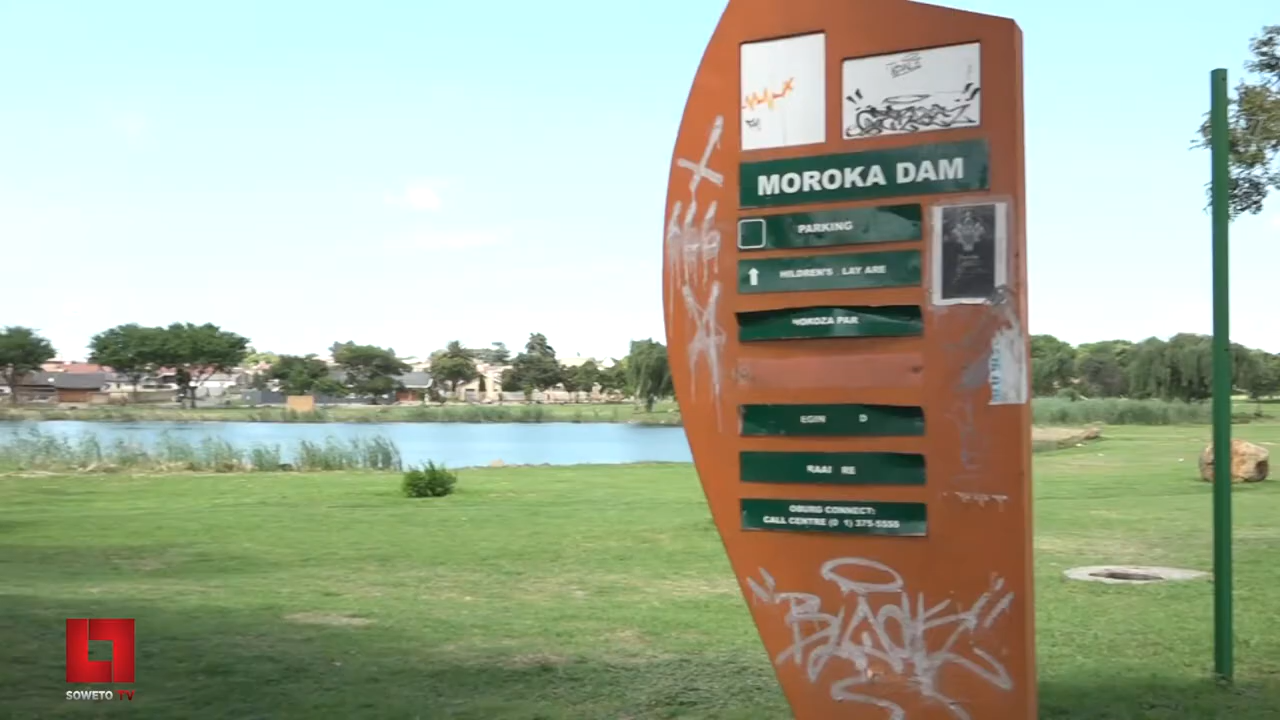 MOROKA DAM
PARKING
HILDREN'S LAY ARE
HOKOZA PAR
EGIN D
RAAI RE
OBURG CONNECT:
CALL CENTRE (0 1) 375-5555
BLACK
SOWETO TV